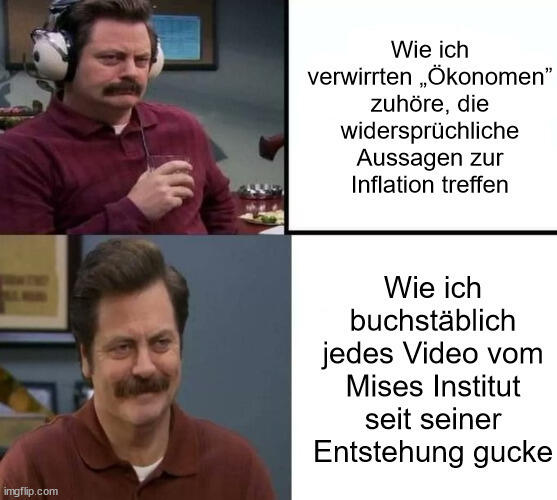 Wie ich
verwirrten „Ökonomen”
zuhöre, die
widersprüchliche
Aussagen zur
Inflation treffen
Wie ich
buchstäblich
jedes Video vom
Mises Institut
seit seiner
Entstehung gucke
imgflip.com